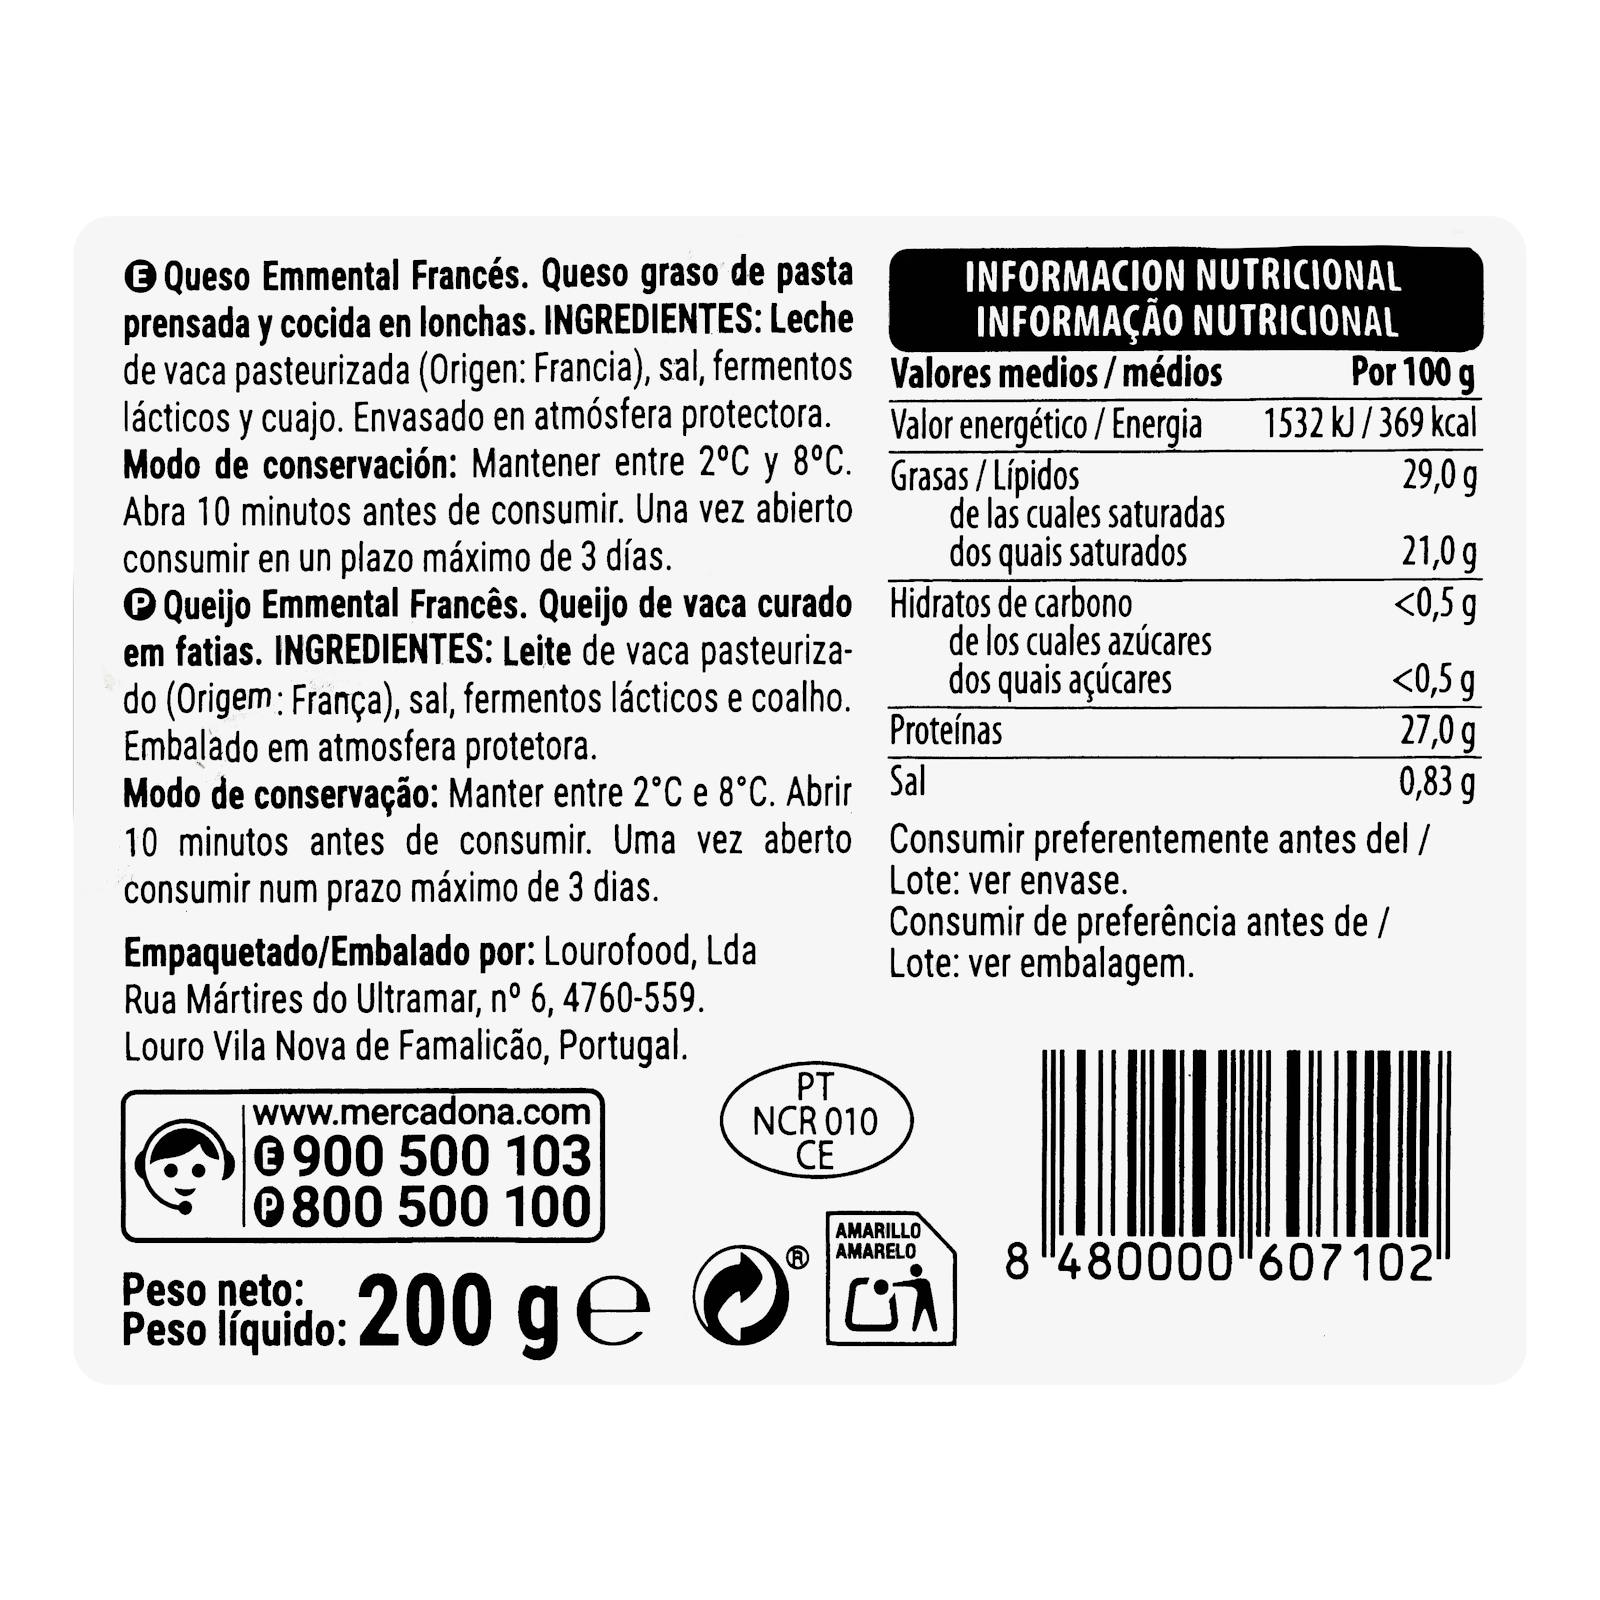 E Queso Emmental Francés. Queso graso de pasta
prensada y cocida en lonchas. INGREDIENTES: Leche
de vaca pasteurizada (Origen: Francia), sal, fermentos
lácticos y cuajo. Envasado en atmósfera protectora.
Modo de conservación: Mantener entre 2ºC y 8ºC.
Abra 10 minutos antes de consumir. Una vez abierto
consumir en un plazo máximo de 3 días.
P Queijo Emmental Francês. Queijo de vaca curado
em fatias. INGREDIENTES: Leite de vaca pasteuriza-
do (Origem: França), sal, fermentos lácticos e coalho.
Embalado em atmosfera protetora.
Modo de conservação: Manter entre 2°C e 8°C. Abrir
10 minutos antes de consumir. Uma vez aberto
consumir num prazo máximo de 3 dias.
Empaquetado/Embalado por: Lourofood, Lda
Rua Mártires do Ultramar, nº 6, 4760-559.
Louro Vila Nova de Famalicão, Portugal.
www.mercadona.com
E 900 500 103
P 800 500 100
Peso neto:
Peso líquido: 200 g e
PT
NCR 010
CE
®
AMARILLO
AMARELO
INFORMACION NUTRICIONAL
INFORMAÇÃO NUTRICIONAL
Valores medios / médios Por 100 g
Valor energético / Energia 1532 kJ / 369 kcal
Grasas / Lípidos 29,0 g
de las cuales saturadas
dos quais saturados 21,0 g
Hidratos de carbono <0,5 g
de los cuales azúcares
dos quais açúcares <0,5 g
Proteínas 27,0 g
Sal 0,83 g
Consumir preferentemente antes del /
Lote: ver envase.
Consumir de preferência antes de /
Lote: ver embalagem.
8 480000 607102